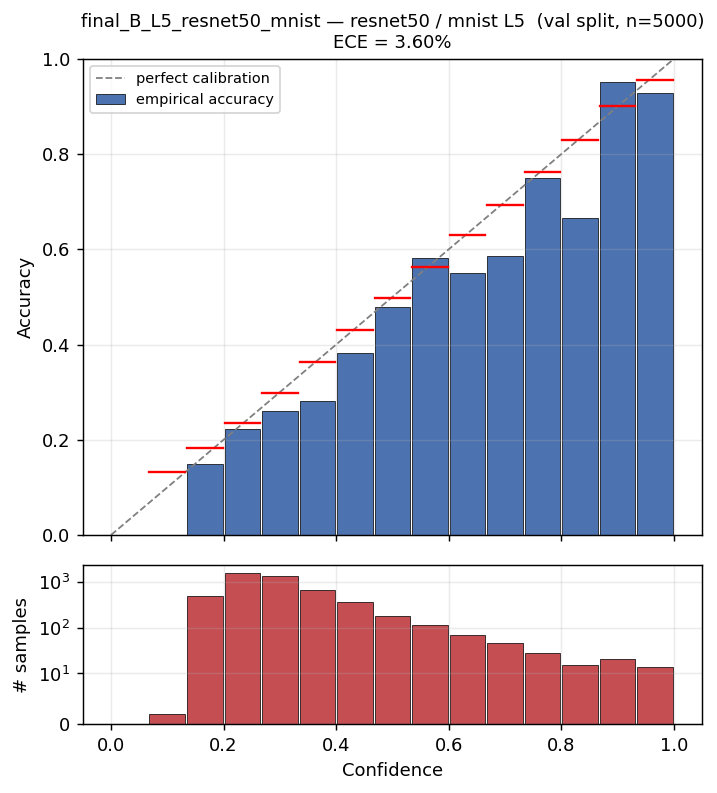 final_B_L5_resnet50_mnist — resnet50 / mnist L5  (val split, n=5000)
ECE = 3.60%
perfect calibration
empirical accuracy
1.0
0.8
0.6
0.4
0.2
0.0
Accuracy
10³
10²
10¹
0
# samples
0.0 0.2 0.4 0.6 0.8 1.0
Confidence